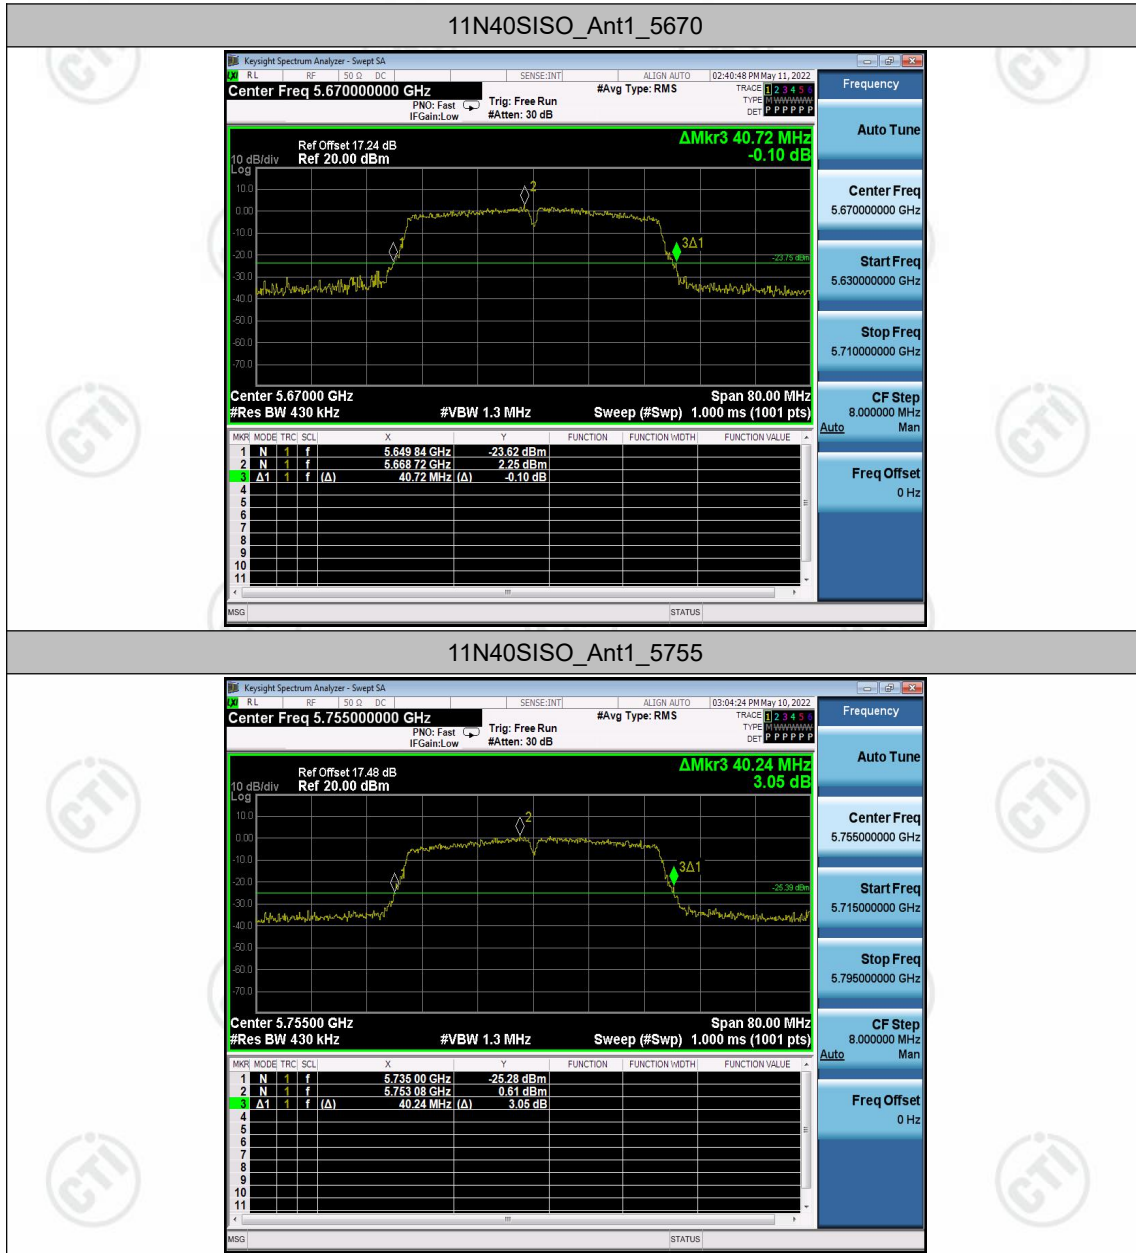 11N40SISO_Ant1_5670
Keysight Spectrum Analyzer - Swept SA
LXI RL RF 50 Ω DC SENSE:INT ALIGN AUTO 02:40:48 PM May 11, 2022
Center Freq 5.670000000 GHz #Avg Type: RMS TRACE 1 2 3 4 5 6
PNO: Fast Trig: Free Run TYPE M WWWWW
IFGain:Low #Atten: 30 dB DET P P P P P P
Frequency
Auto Tune
Center Freq
5.670000000 GHz
Start Freq
5.630000000 GHz
Stop Freq
5.710000000 GHz
CF Step
8.000000 MHz
Auto Man
Freq Offset
0 Hz
ΔMkr3 40.72 MHz
-0.10 dB
Ref Offset 17.24 dB
10 dB/div Ref 20.00 dBm
Log
10.0
0.00
-10.0
-20.0
-30.0
-40.0
-50.0
-60.0
-70.0
2
1
3Δ1
-23.75 dBm
Center 5.67000 GHz Span 80.00 MHz
#Res BW 430 kHz #VBW 1.3 MHz Sweep (#Swp) 1.000 ms (1001 pts)
MKR MODE TRC SCL X Y FUNCTION FUNCTION WIDTH FUNCTION VALUE
1 N 1 f 5.649 84 GHz -23.62 dBm
2 N 1 f 5.668 72 GHz 2.25 dBm
3 Δ1 1 f (Δ) 40.72 MHz (Δ) -0.10 dB
4
5
6
7
8
9
10
11
MSG STATUS
11N40SISO_Ant1_5755
Keysight Spectrum Analyzer - Swept SA
LXI RL RF 50 Ω DC SENSE:INT ALIGN AUTO 03:04:24 PM May 10, 2022
Center Freq 5.755000000 GHz #Avg Type: RMS TRACE 1 2 3 4 5 6
PNO: Fast Trig: Free Run TYPE M WWWWW
IFGain:Low #Atten: 30 dB DET P P P P P P
Frequency
Auto Tune
Center Freq
5.755000000 GHz
Start Freq
5.715000000 GHz
Stop Freq
5.795000000 GHz
CF Step
8.000000 MHz
Auto Man
Freq Offset
0 Hz
ΔMkr3 40.24 MHz
3.05 dB
Ref Offset 17.48 dB
10 dB/div Ref 20.00 dBm
Log
10.0
0.00
-10.0
-20.0
-30.0
-40.0
-50.0
-60.0
-70.0
2
1
3Δ1
-25.39 dBm
Center 5.75500 GHz Span 80.00 MHz
#Res BW 430 kHz #VBW 1.3 MHz Sweep (#Swp) 1.000 ms (1001 pts)
MKR MODE TRC SCL X Y FUNCTION FUNCTION WIDTH FUNCTION VALUE
1 N 1 f 5.735 00 GHz -25.28 dBm
2 N 1 f 5.753 08 GHz 0.61 dBm
3 Δ1 1 f (Δ) 40.24 MHz (Δ) 3.05 dB
4
5
6
7
8
9
10
11
MSG STATUS
CTI
CTI
CTI
CTI
CTI
CTI